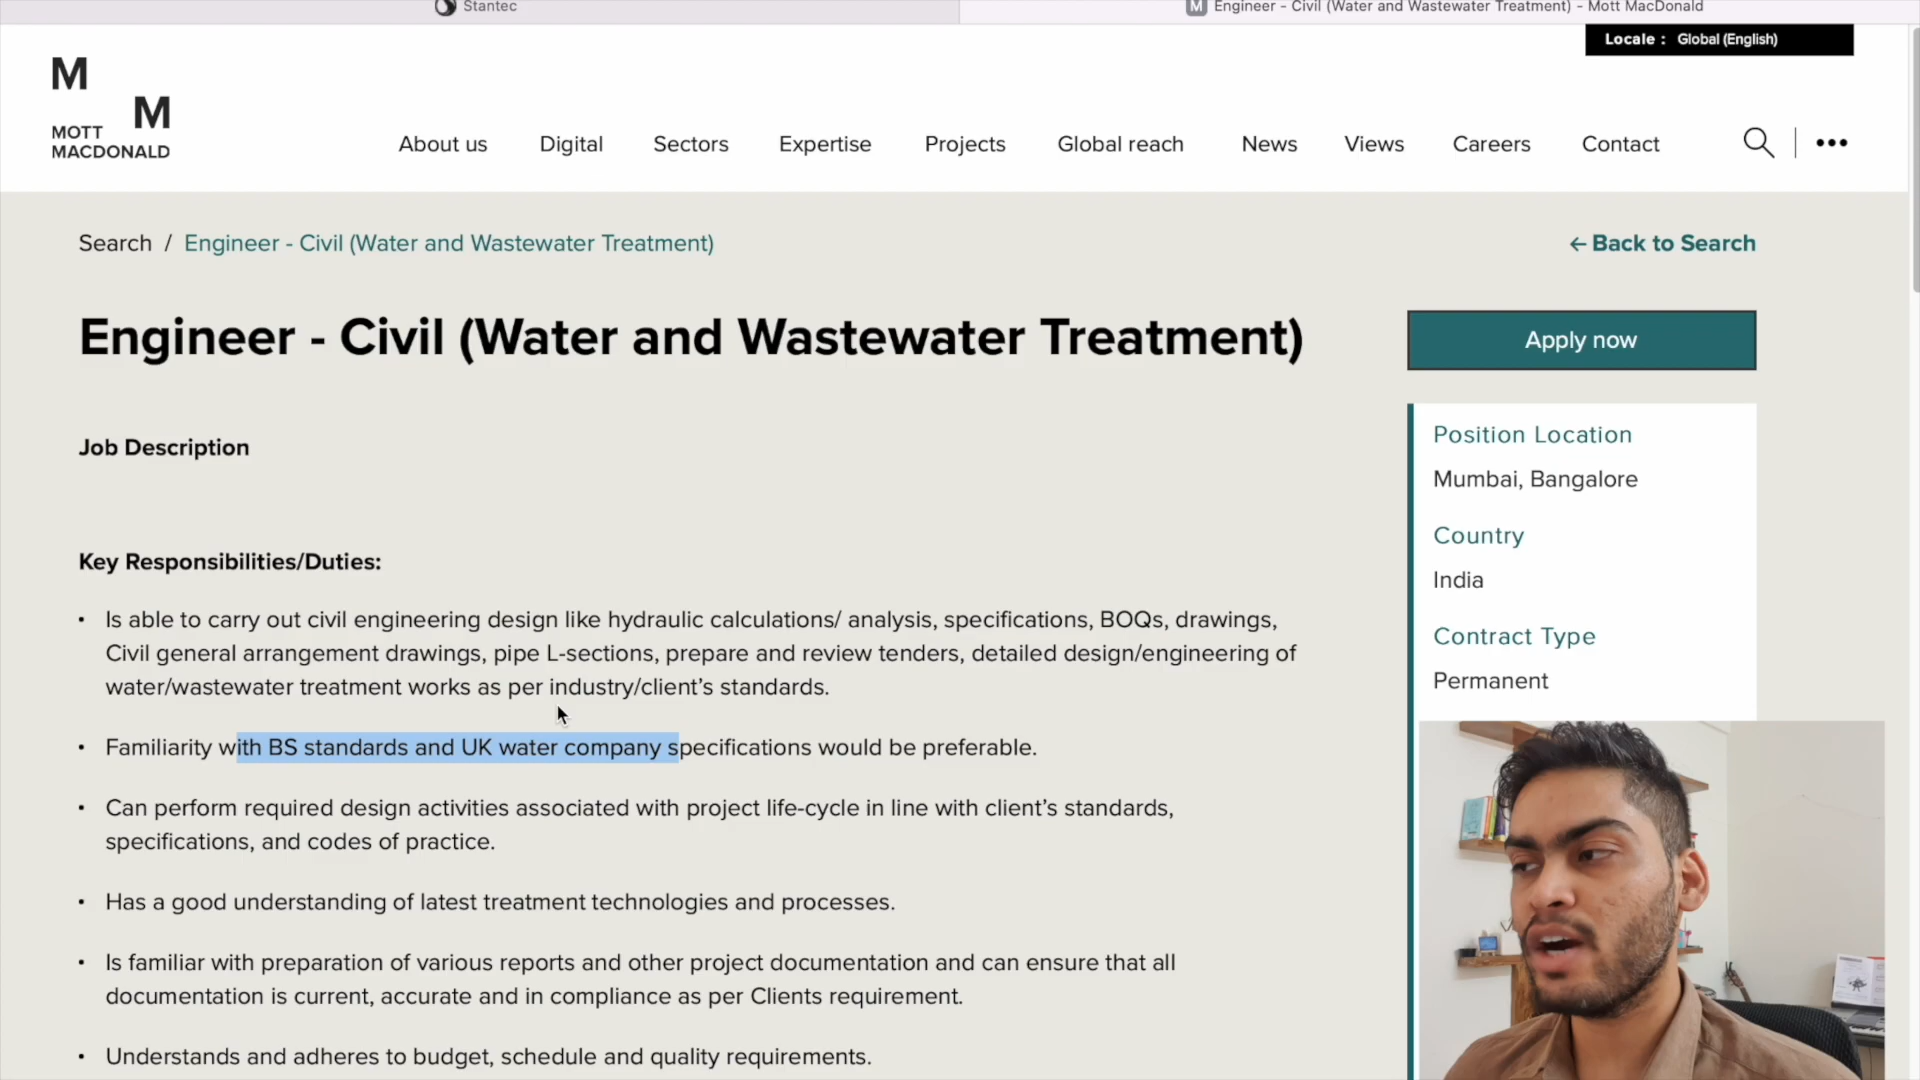 Stantec
M Engineer - Civil (Water and Wastewater Treatment) - Mott MacDonald
Locale : Global (English)
M
M
MOTT
MACDONALD
About us Digital Sectors Expertise Projects Global reach News Views Careers Contact
Search / Engineer - Civil (Water and Wastewater Treatment)
← Back to Search
Engineer - Civil (Water and Wastewater Treatment)
Apply now
Job Description
Key Responsibilities/Duties:
• Is able to carry out civil engineering design like hydraulic calculations/ analysis, specifications, BOQs, drawings,
Civil general arrangement drawings, pipe L-sections, prepare and review tenders, detailed design/engineering of
water/wastewater treatment works as per industry/client’s standards.
• Familiarity with BS standards and UK water company specifications would be preferable.
• Can perform required design activities associated with project life-cycle in line with client’s standards,
specifications, and codes of practice.
• Has a good understanding of latest treatment technologies and processes.
• Is familiar with preparation of various reports and other project documentation and can ensure that all
documentation is current, accurate and in compliance as per Clients requirement.
• Understands and adheres to budget, schedule and quality requirements.
Position Location
Mumbai, Bangalore
Country
India
Contract Type
Permanent